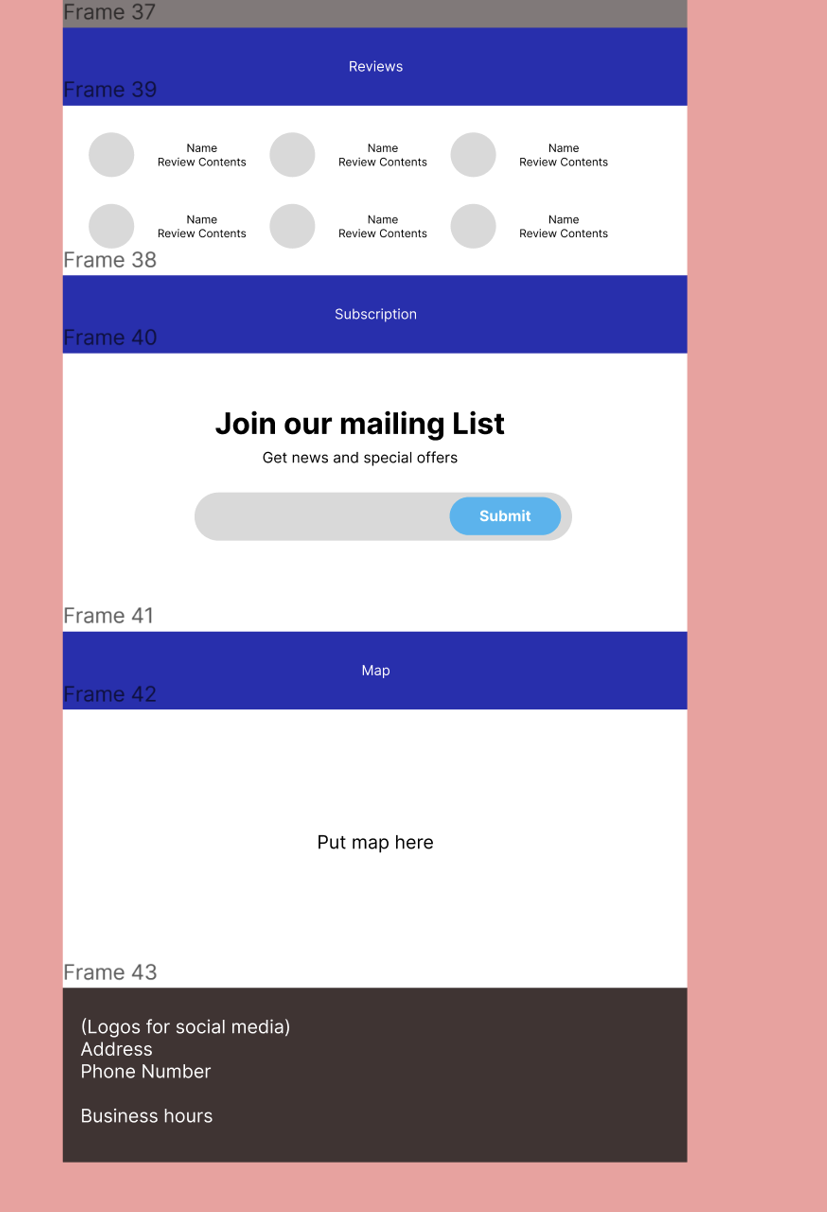 Frame 37
Reviews
Frame 39
Name
Review Contents
Name
Review Contents
Name
Review Contents
Name
Review Contents
Name
Review Contents
Name
Review Contents
Frame 38
Subscription
Frame 40
Join our mailing List
Get news and special offers
Submit
Frame 41
Map
Frame 42
Put map here
Frame 43
(Logos for social media)
Address
Phone Number
Business hours